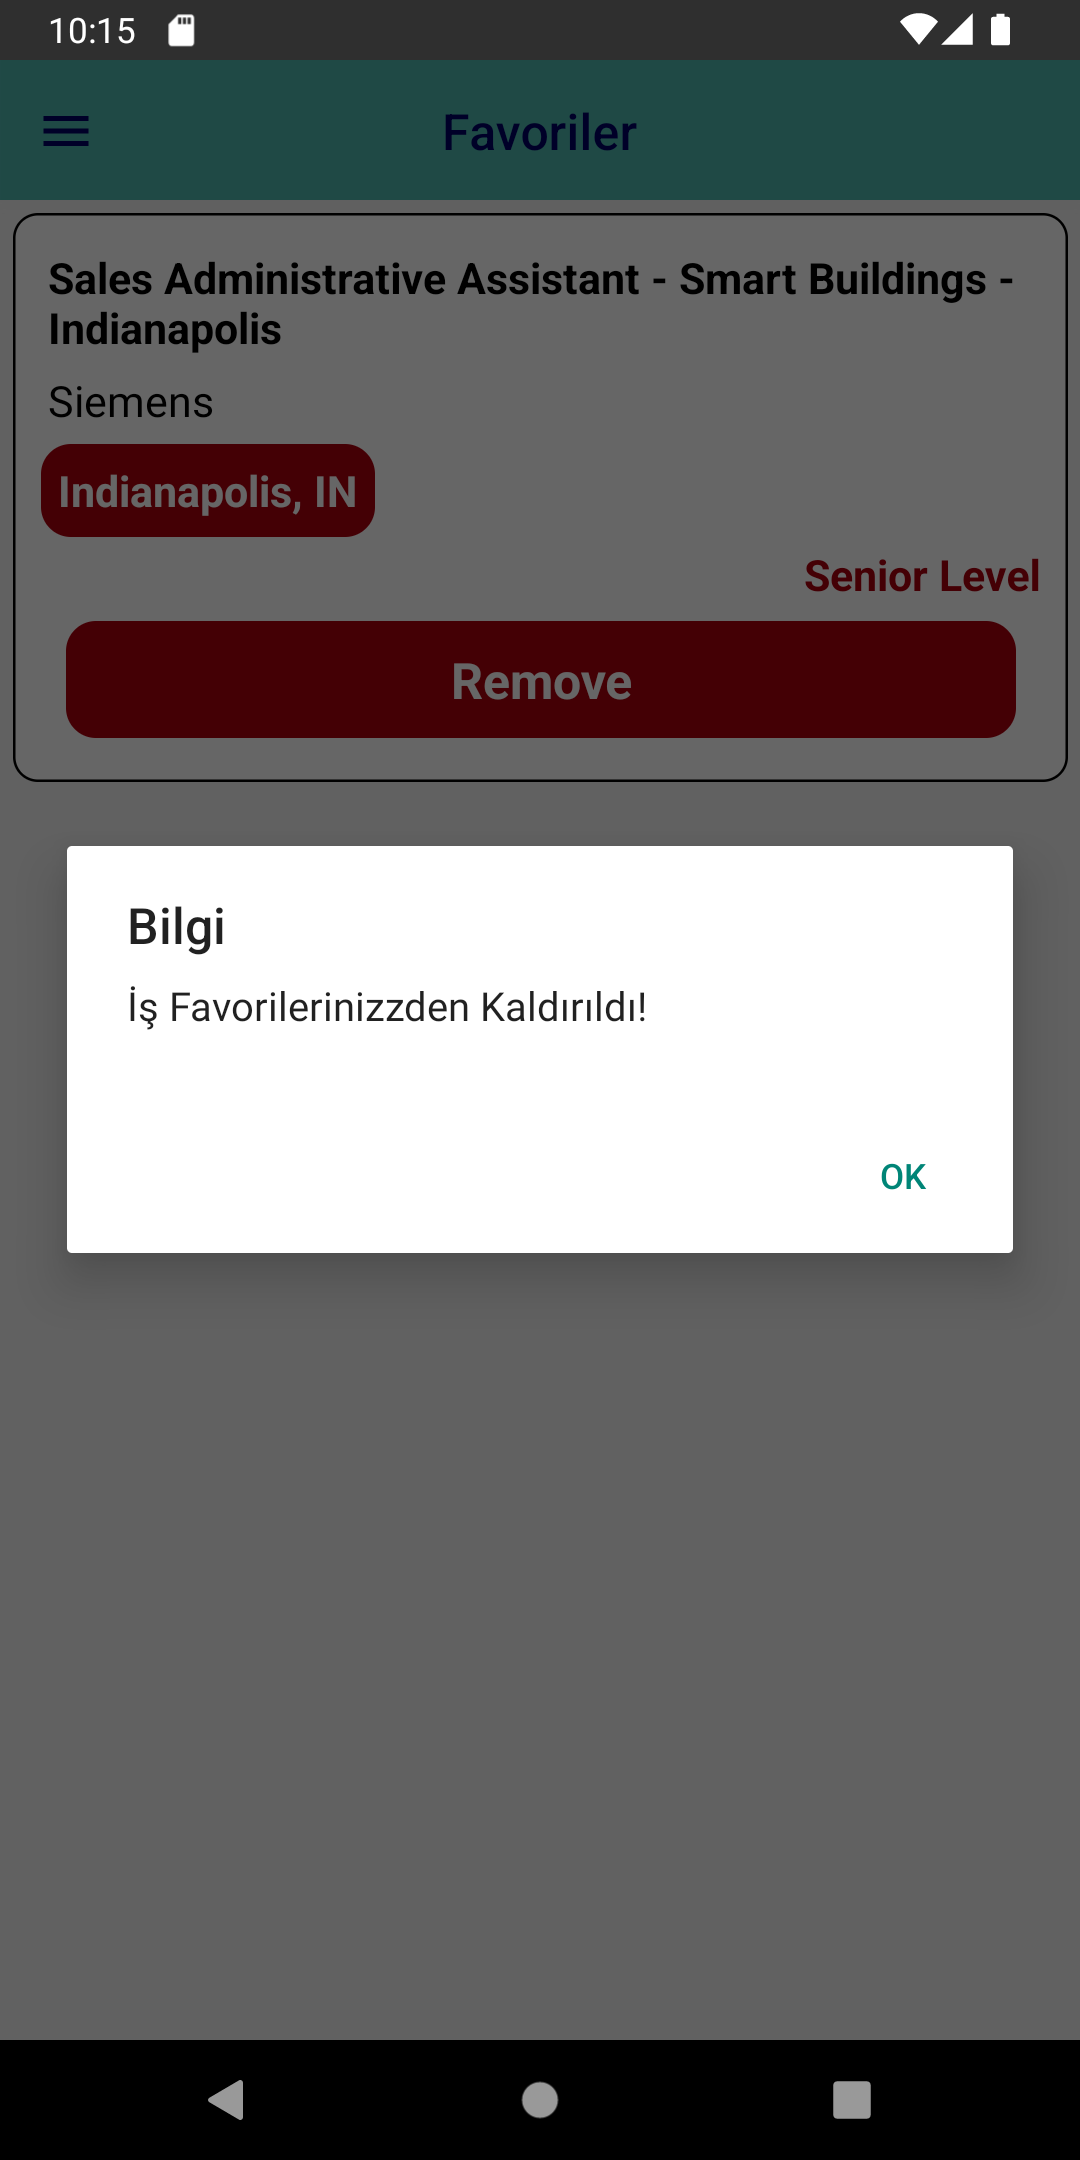 10:15
Favoriler
Sales Administrative Assistant - Smart Buildings -
Indianapolis
Siemens
Indianapolis, IN
Senior Level
Remove
Bilgi
İş Favorilerinizzden Kaldırıldı!
OK